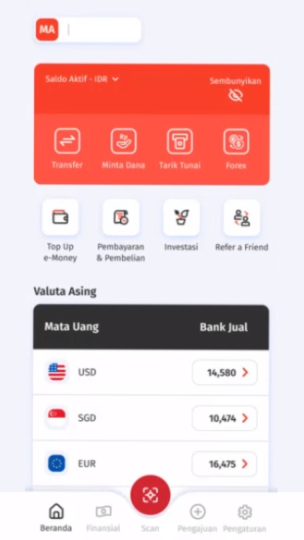 MA
Saldo Aktif - IDR
Sembunyikan
Transfer
Minta Dana
Tarik Tunai
Forex
Top Up
e-Money
Pembayaran
& Pembelian
Investasi
Refer a Friend
Valuta Asing
Mata Uang
Bank Jual
USD
14,580
SGD
10,474
EUR
16,475
Beranda
Finansial
Scan
Pengajuan
Pengaturan